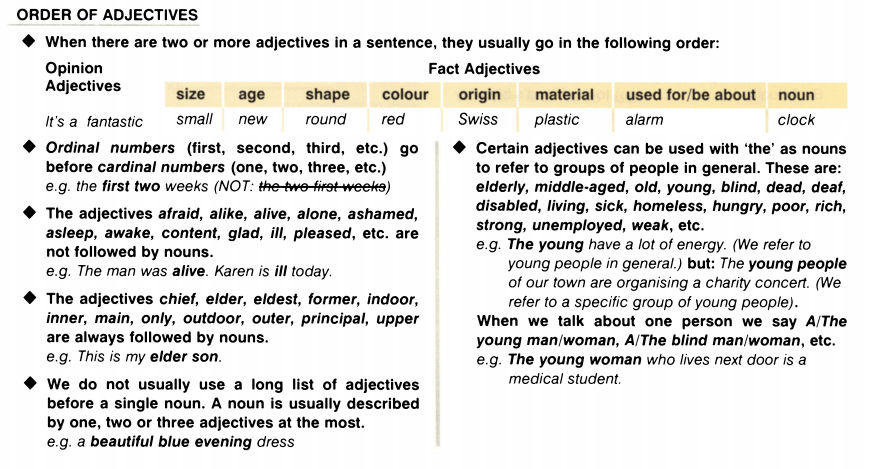 ORDER OF ADJECTIVES
◆ When there are two or more adjectives in a sentence, they usually go in the following order:
Opinion Adjectives Fact Adjectives
size age shape colour origin material used for/be about noun
It's a fantastic small new round red Swiss plastic alarm clock
◆ Ordinal numbers (first, second, third, etc.) go
before cardinal numbers (one, two, three, etc.)
e.g. the first two weeks (NOT: the two first weeks)
◆ The adjectives afraid, alike, alive, alone, ashamed,
asleep, awake, content, glad, ill, pleased, etc. are
not followed by nouns.
e.g. The man was alive. Karen is ill today.
◆ The adjectives chief, elder, eldest, former, indoor,
inner, main, only, outdoor, outer, principal, upper
are always followed by nouns.
e.g. This is my elder son.
◆ We do not usually use a long list of adjectives
before a single noun. A noun is usually described
by one, two or three adjectives at the most.
e.g. a beautiful blue evening dress
◆ Certain adjectives can be used with 'the' as nouns
to refer to groups of people in general. These are:
elderly, middle-aged, old, young, blind, dead, deaf,
disabled, living, sick, homeless, hungry, poor, rich,
strong, unemployed, weak, etc.
e.g. The young have a lot of energy. (We refer to
young people in general.) but: The young people
of our town are organising a charity concert. (We
refer to a specific group of young people).
When we talk about one person we say A/The
young man/woman, A/The blind man/woman, etc.
e.g. The young woman who lives next door is a
medical student.